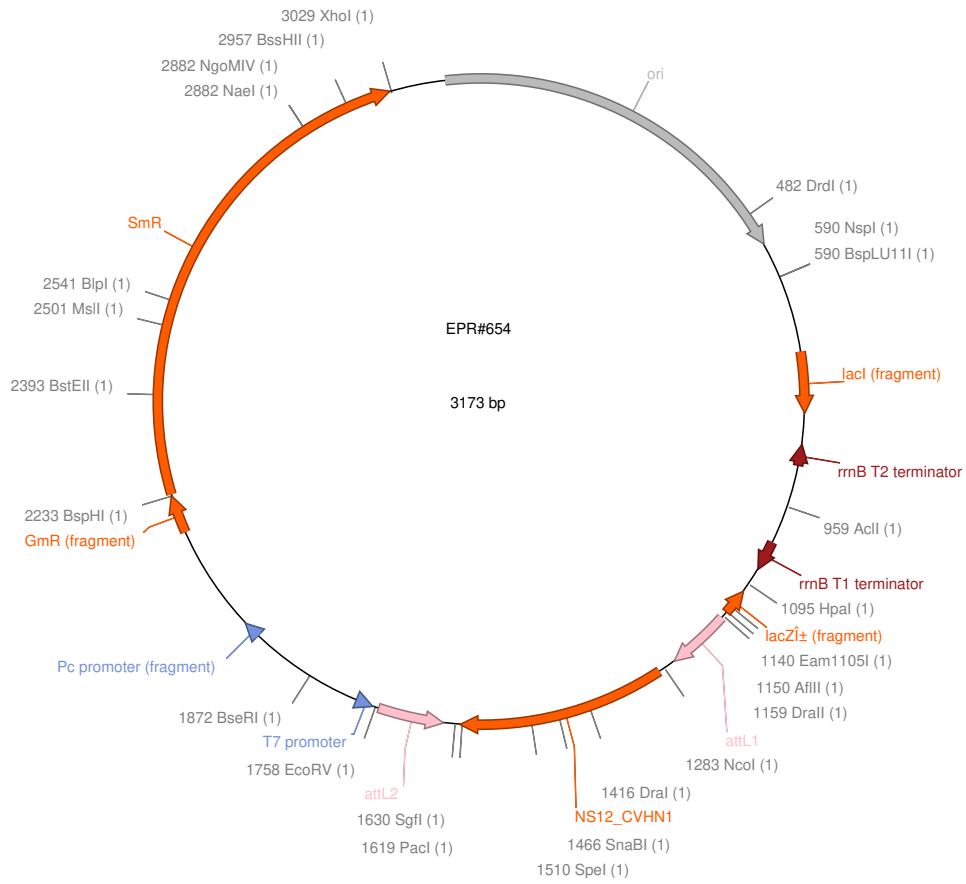 3029 XhoI (1)
2957 BssHII (1)
2882 NgoMIV (1)
2882 NaeI (1)
ori
482 DrdI (1)
SmR
590 NspI (1)
590 BspLU11I (1)
2541 BlpI (1)
2501 MslI (1)
EPR#654
2393 BstEII (1)
lacI (fragment)
3173 bp
rrnB T2 terminator
2233 BspHI (1)
959 AclI (1)
GmR (fragment)
rrnB T1 terminator
1095 HpaI (1)
lacZÎ± (fragment)
Pc promoter (fragment)
1140 Eam1105I (1)
1150 AflIII (1)
1872 BseRI (1)
1159 DraII (1)
T7 promoter
attL1
1758 EcoRV (1)
1283 NcoI (1)
attL2
1416 DraI (1)
1630 SgfI (1)
NS12_CVHN1
1619 PacI (1)
1466 SnaBI (1)
1510 SpeI (1)